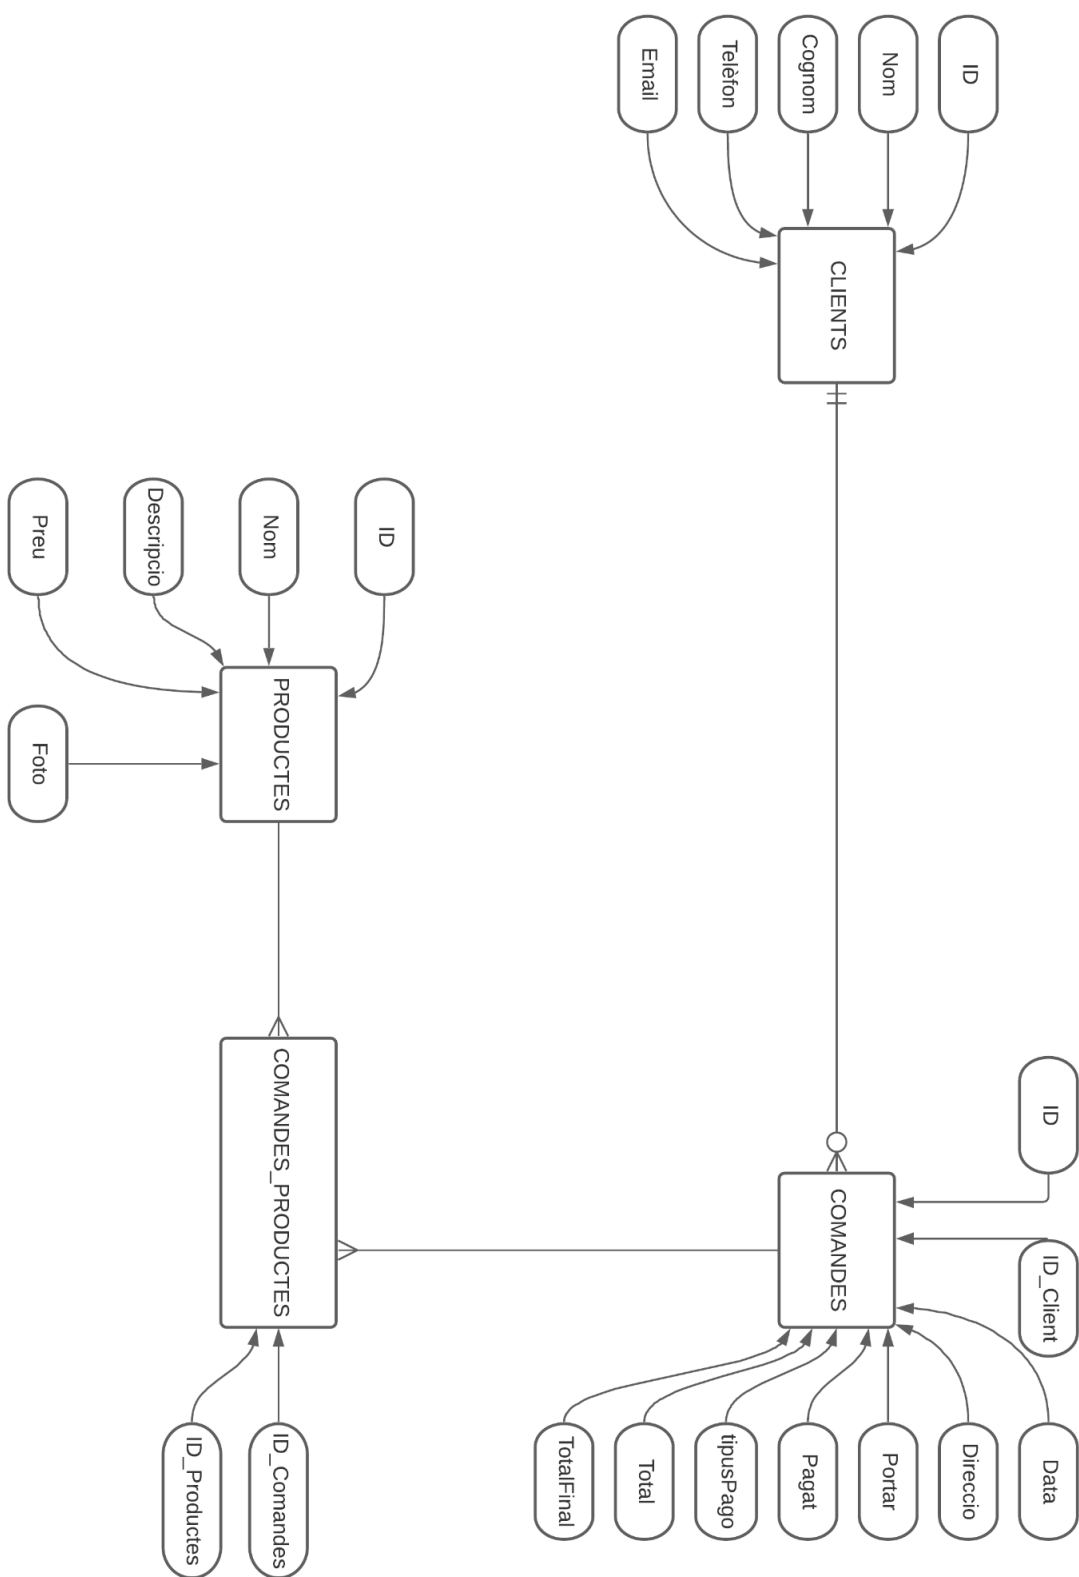 ID
Nom
Cognom
Telèfon
Email
CLIENTS
ID
Nom
Descripcio
Preu
Foto
PRODUCTES
ID
ID_Client
Data
Direccio
Portar
Pagat
tipusPago
Total
TotalFinal
COMANDES
COMANDES_PRODUCTES
ID_Comandes
ID_Productes